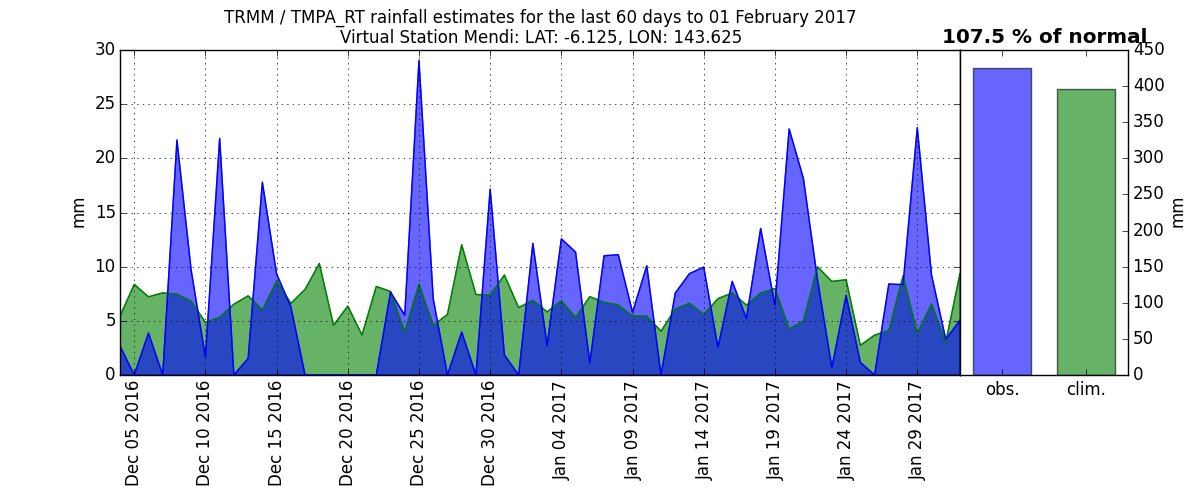 TRMM / TMPA_RT rainfall estimates for the last 60 days to 01 February 2017
Virtual Station Mendi: LAT: -6.125, LON: 143.625
107.5 % of normal
30
25
20
15
10
5
0
mm
Dec 05 2016
Dec 10 2016
Dec 15 2016
Dec 20 2016
Dec 25 2016
Dec 30 2016
Jan 04 2017
Jan 09 2017
Jan 14 2017
Jan 19 2017
Jan 24 2017
Jan 29 2017
450
400
350
300
250
200
150
100
50
0
mm
obs.
clim.